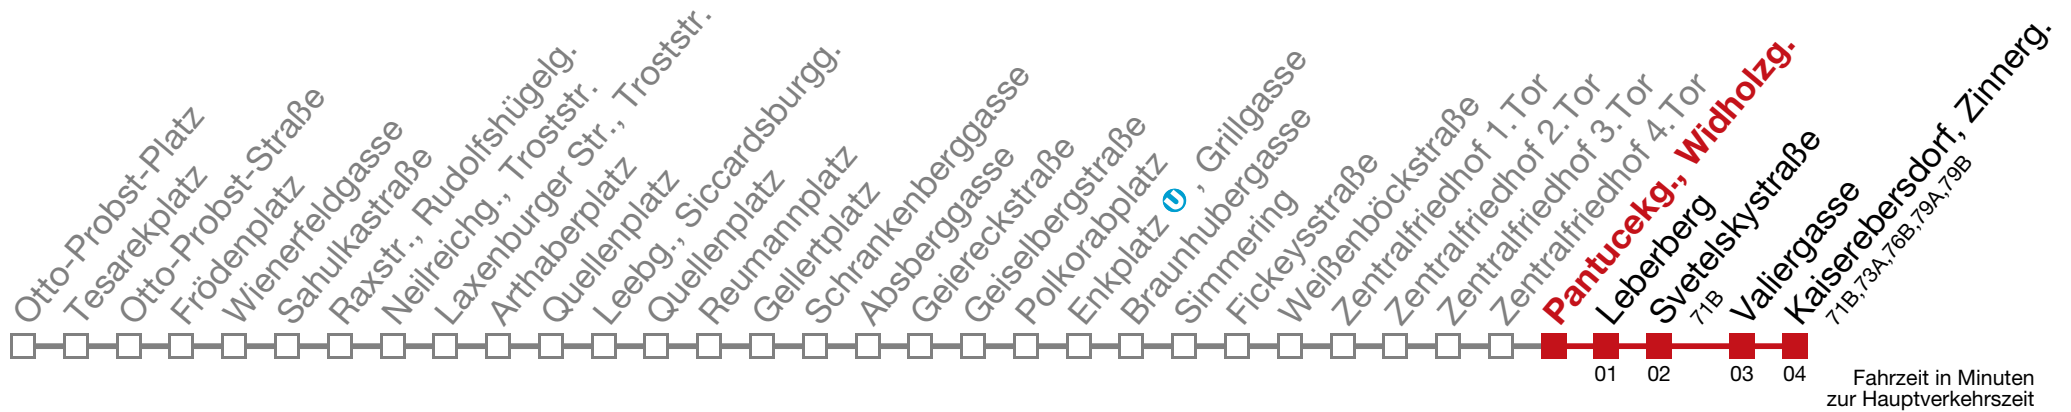 Otto-Probst-Platz
Tesarekplatz
Otto-Probst-Straße
Frödenplatz
Wienerfeldgasse
Sahulkastraße
Raxstr., Rudolfshügelg.
Neilreichg., Troststr.
Laxenburger Str., Troststr.
Arthaberplatz
Quellenplatz
Leebg., Siccardsburgg.
Quellenplatz
Reumannplatz
Gellertplatz
Schrankenberggasse
Absberggasse
Geiereckstraße
Geiselbergstraße
Polkorabplatz
Enkplatz U, Grillgasse
Braunhubergasse
Simmering
Fickeysstraße
Weißenböckstraße
Zentralfriedhof 1. Tor
Zentralfriedhof 2. Tor
Zentralfriedhof 3. Tor
Zentralfriedhof 4. Tor
Pantucekg., Widholzg.
Leberberg
Svetelskystraße
71B
Valiergasse
Kaiserebersdorf, Zinnerg.
71B,73A,76B,79A,79B
01 02 03 04
Fahrzeit in Minuten
zur Hauptverkehrszeit